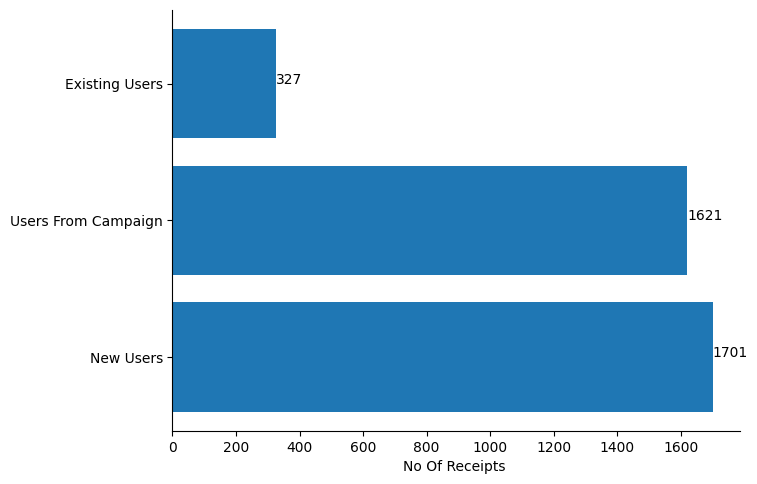 Existing Users
327
Users From Campaign
1621
New Users
1701
0 200 400 600 800 1000 1200 1400 1600
No Of Receipts